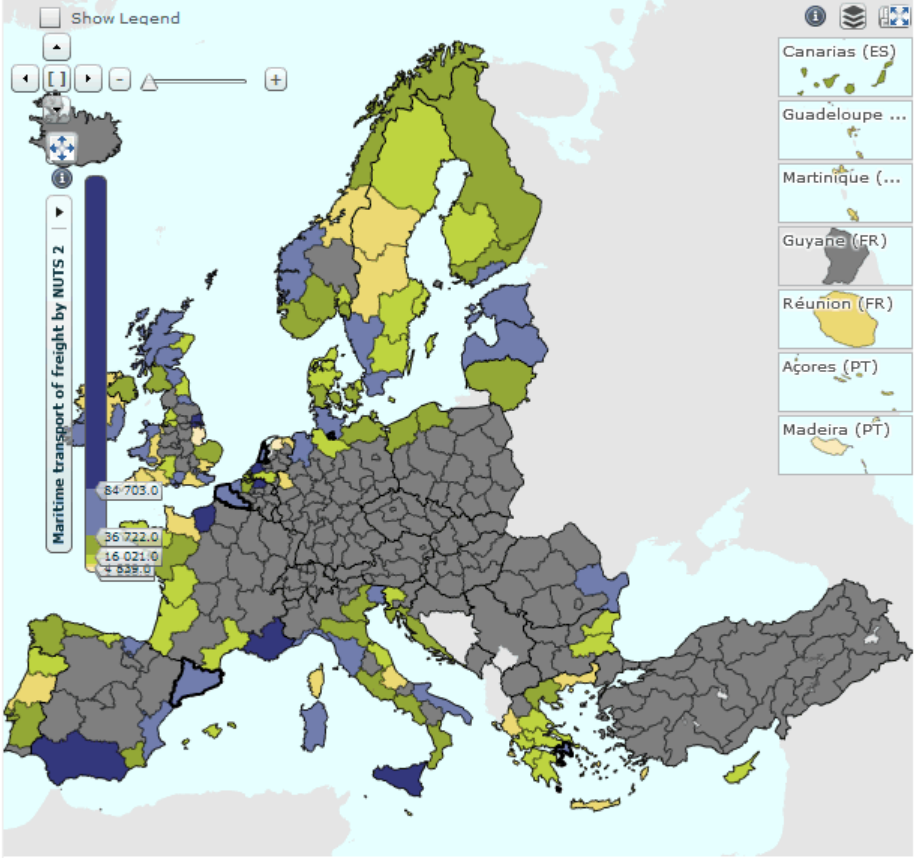 Show Legend
[ ]
-
+
i
i
Maritime transport of freight by NUTS 2
84 703.0
36 722.0
16 021.0
Canarias (ES)
Guadeloupe ...
Martinique (...
Guyane (FR)
Réunion (FR)
Açores (PT)
Madeira (PT)